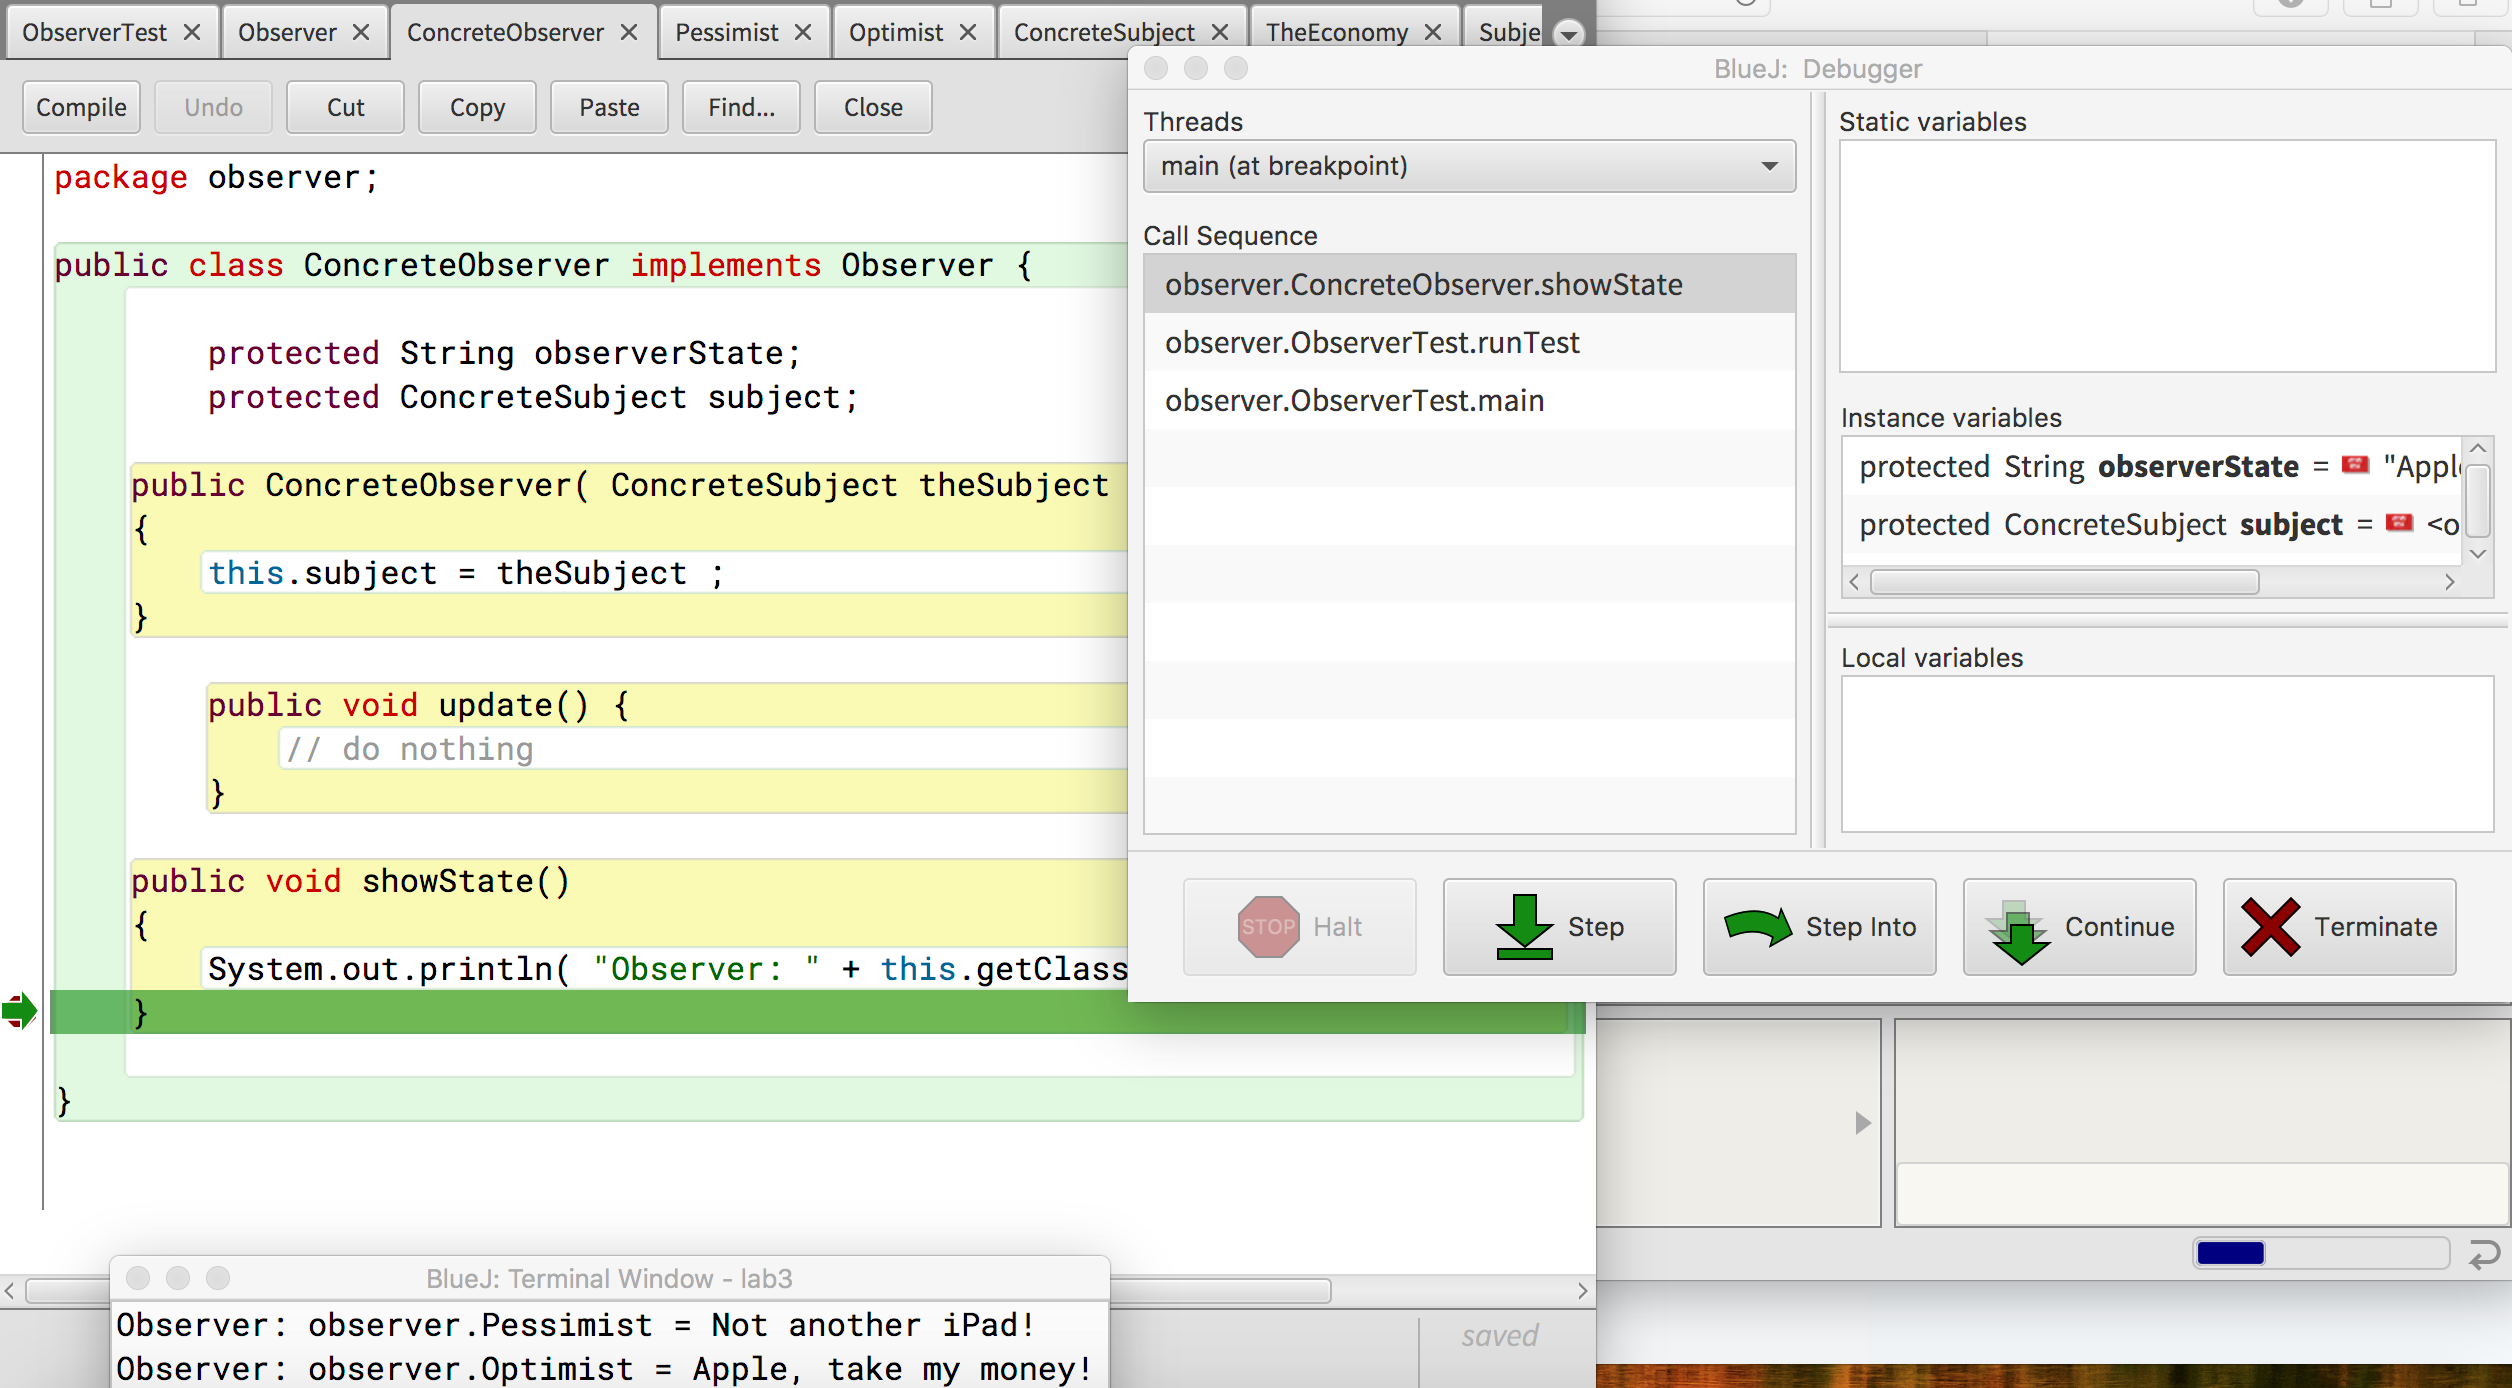 ObserverTest Observer ConcreteObserver Pessimist Optimist ConcreteSubject TheEconomy Subje
Compile Undo Cut Copy Paste Find... Close
package observer;
public class ConcreteObserver implements Observer {
protected String observerState;
protected ConcreteSubject subject;
public ConcreteObserver( ConcreteSubject theSubject
{
this.subject = theSubject ;
}
public void update() {
// do nothing
}
public void showState()
{
System.out.println( "Observer: " + this.getClass
}
}
saved
BlueJ: Debugger
Threads
main (at breakpoint)
Call Sequence
observer.ConcreteObserver.showState
observer.ObserverTest.runTest
observer.ObserverTest.main
Static variables
Instance variables
protected String observerState = "Appl
protected ConcreteSubject subject = <o
Local variables
STOP Halt Step Step Into Continue Terminate
BlueJ: Terminal Window - lab3
Observer: observer.Pessimist = Not another iPad!
Observer: observer.Optimist = Apple, take my money!